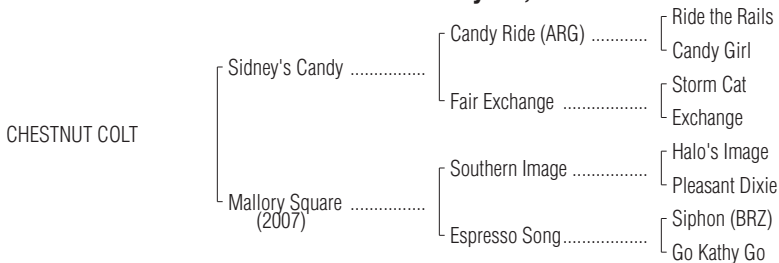 Ride the Rails
Candy Ride (ARG) ............
Candy Girl
Sidney's Candy ................
Storm Cat
Fair Exchange ..................
Exchange
CHESTNUT COLT
Halo's Image
Southern Image ................
Pleasant Dixie
Mallory Square ................
(2007)
Siphon (BRZ)
Espresso Song..................
Go Kathy Go